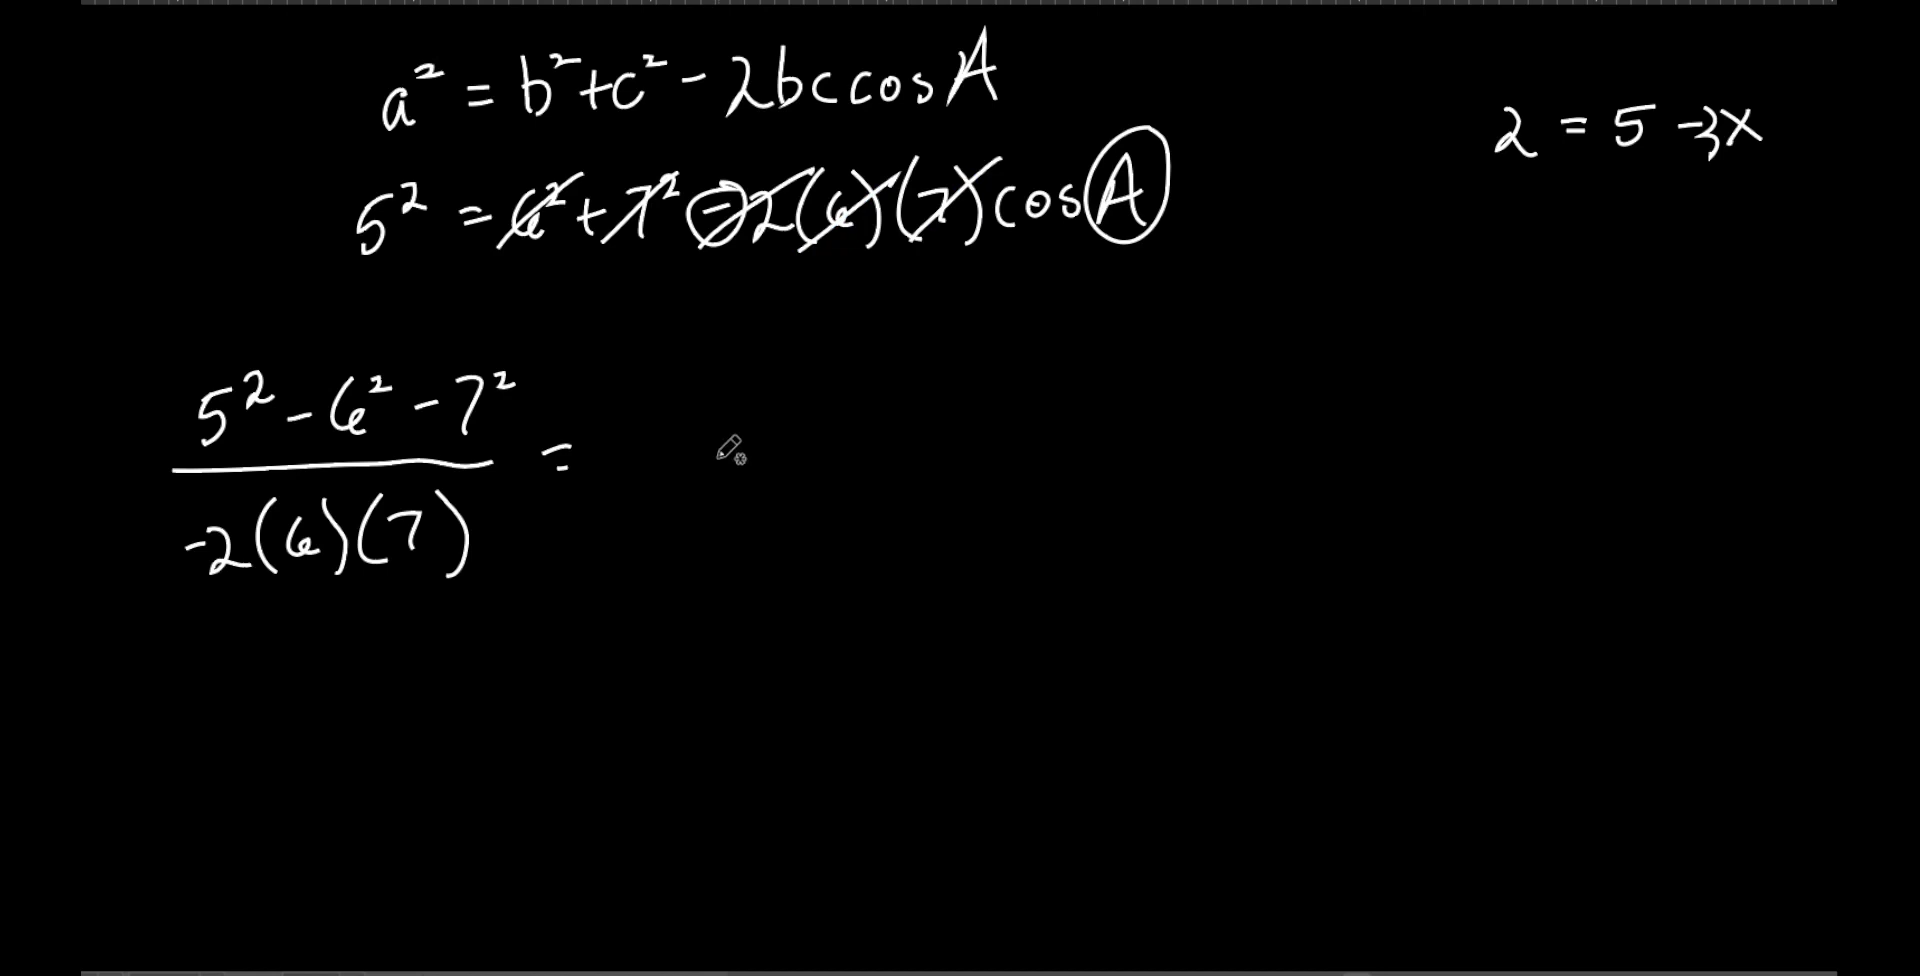 a² = b² + c² - 2bc cos A
2 = 5 - 3x
5² = 6² + 7² - 2(6)(7) cos A
5² - 6² - 7²
=
-2(6)(7)